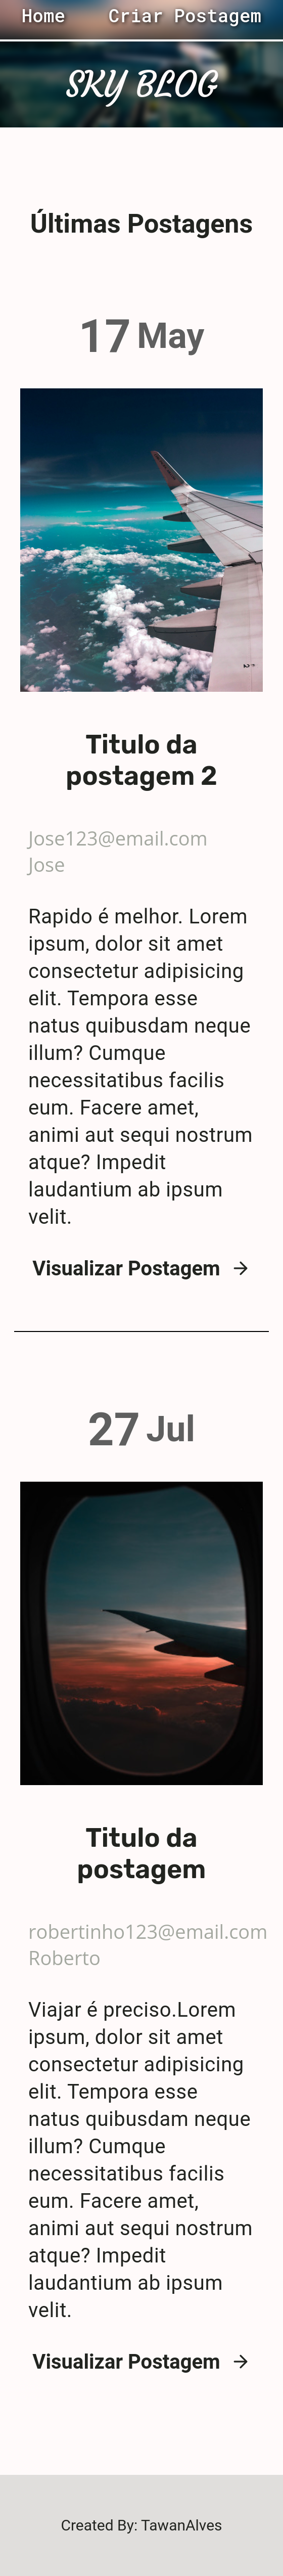 Home Criar Postagem
SKY BLOG
Últimas Postagens
17 May
Titulo da
postagem 2
Jose123@email.com
Jose
Rapido é melhor. Lorem
ipsum, dolor sit amet
consectetur adipisicing
elit. Tempora esse
natus quibusdam neque
illum? Cumque
necessitatibus facilis
eum. Facere amet,
animi aut sequi nostrum
atque? Impedit
laudantium ab ipsum
velit.
Visualizar Postagem →
27 Jul
Titulo da
postagem
robertinho123@email.com
Roberto
Viajar é preciso.Lorem
ipsum, dolor sit amet
consectetur adipisicing
elit. Tempora esse
natus quibusdam neque
illum? Cumque
necessitatibus facilis
eum. Facere amet,
animi aut sequi nostrum
atque? Impedit
laudantium ab ipsum
velit.
Visualizar Postagem →
Created By: TawanAlves